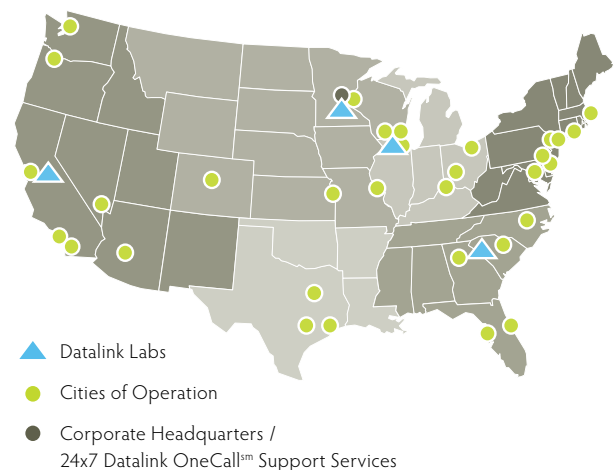 Datalink Labs
Cities of Operation
Corporate Headquarters /
24x7 Datalink OneCall℠ Support Services